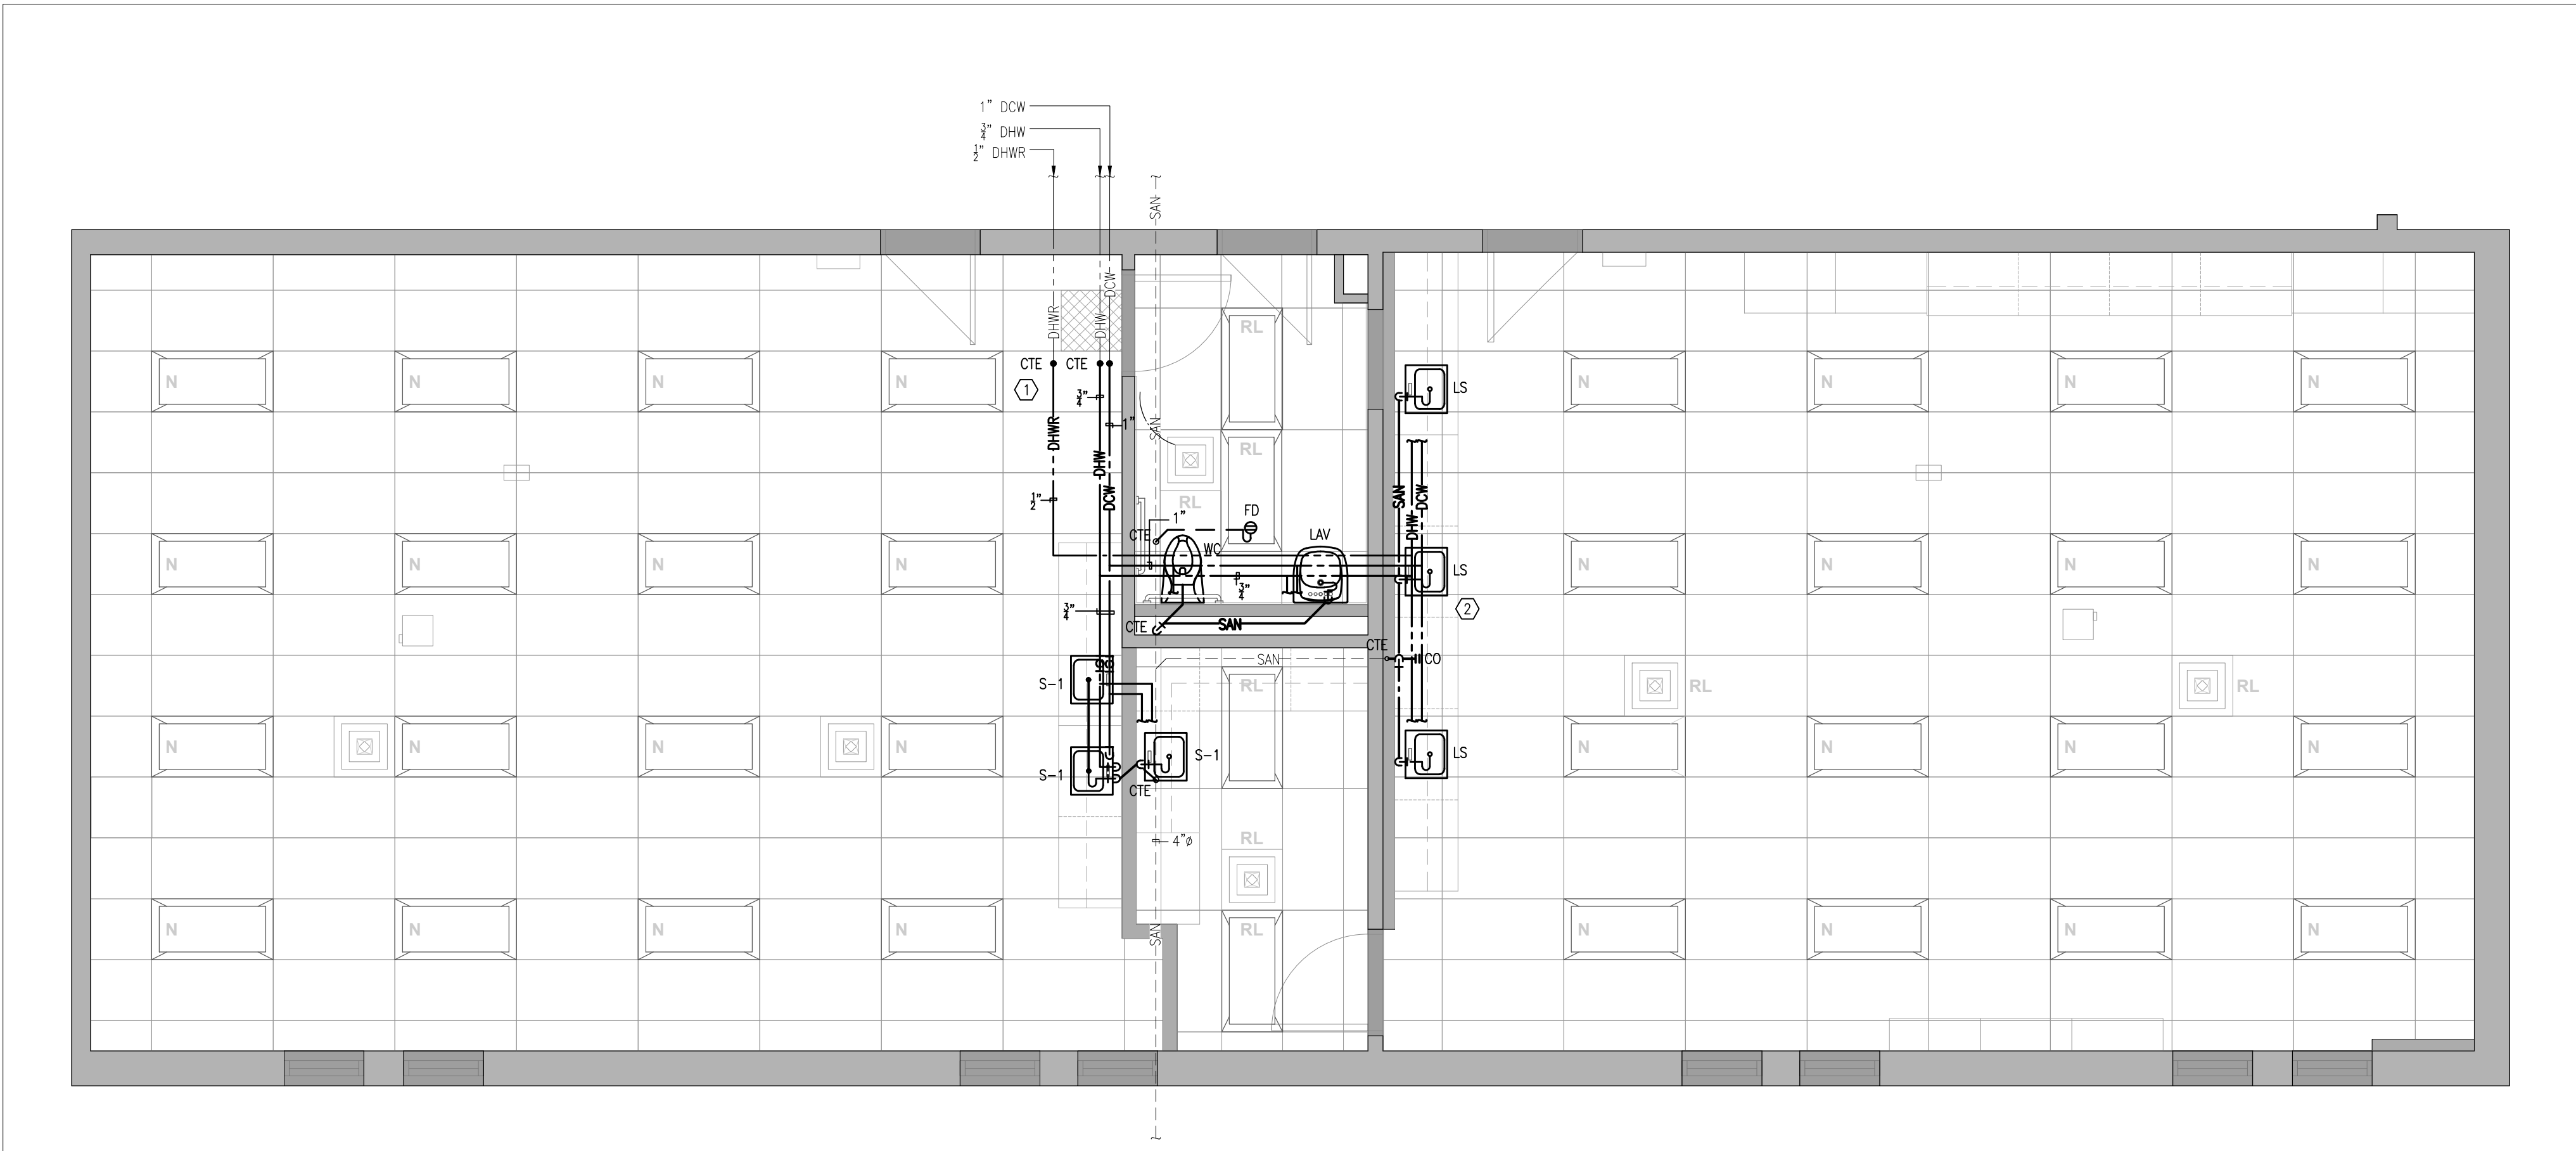 1" DCW
3/4" DHW
1/2" DHWR
SAN
DCW
DHWR
DHW
RL
CTE
CTE
1
N
N
N
N
LS
N
N
N
N
3/4"
1"
SAN
DHWR
DHW
RL
DCW
1/2"
RL
SAN
DCW
DHW
FD
1"
CTE
LAV
WC
N
N
N
N
LS
N
N
N
N
3/4"
3/4"
2
CTE
SAN
CTE
SAN
CO
S-1
RL
RL
RL
N
N
N
N
S-1
LS
N
N
N
N
S-1
CTE
4"ø
RL
SAN
N
N
N
N
RL
N
N
N
N